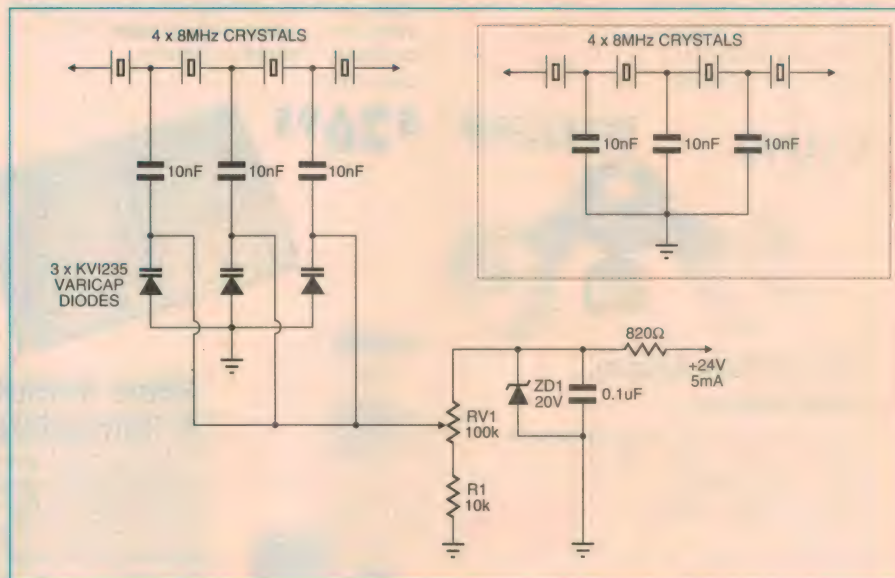 4 x 8MHz CRYSTALS
10nF
10nF
10nF
3 x KVI235
VARICAP
DIODES
4 x 8MHz CRYSTALS
10nF
10nF
10nF
820Ω
+24V
5mA
ZD1
20V
0.1uF
RV1
100k
R1
10k